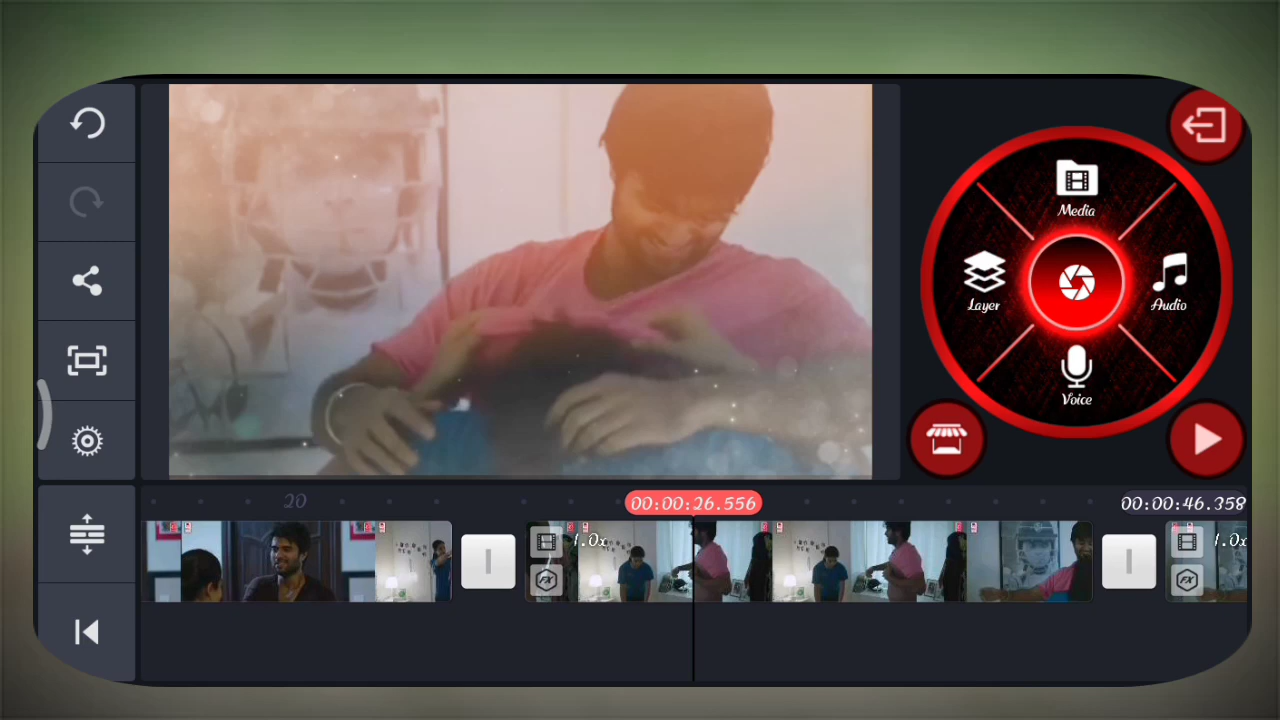 Media
Layer
Audio
Voice
20
00:00:26.556
00:00:46.358
1.0x
1.0x